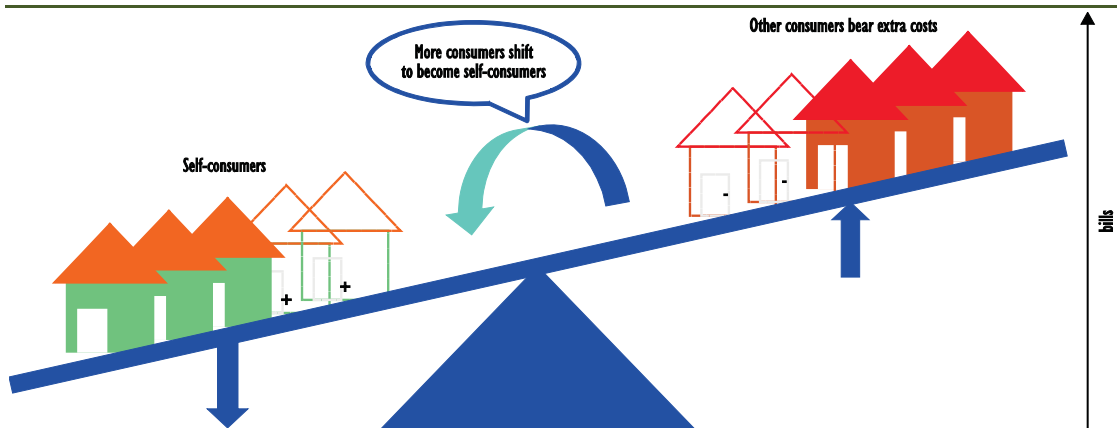 Other consumers bear extra costs
More consumers shift
to become self-consumers
Self-consumers
bills
-
-
+
+